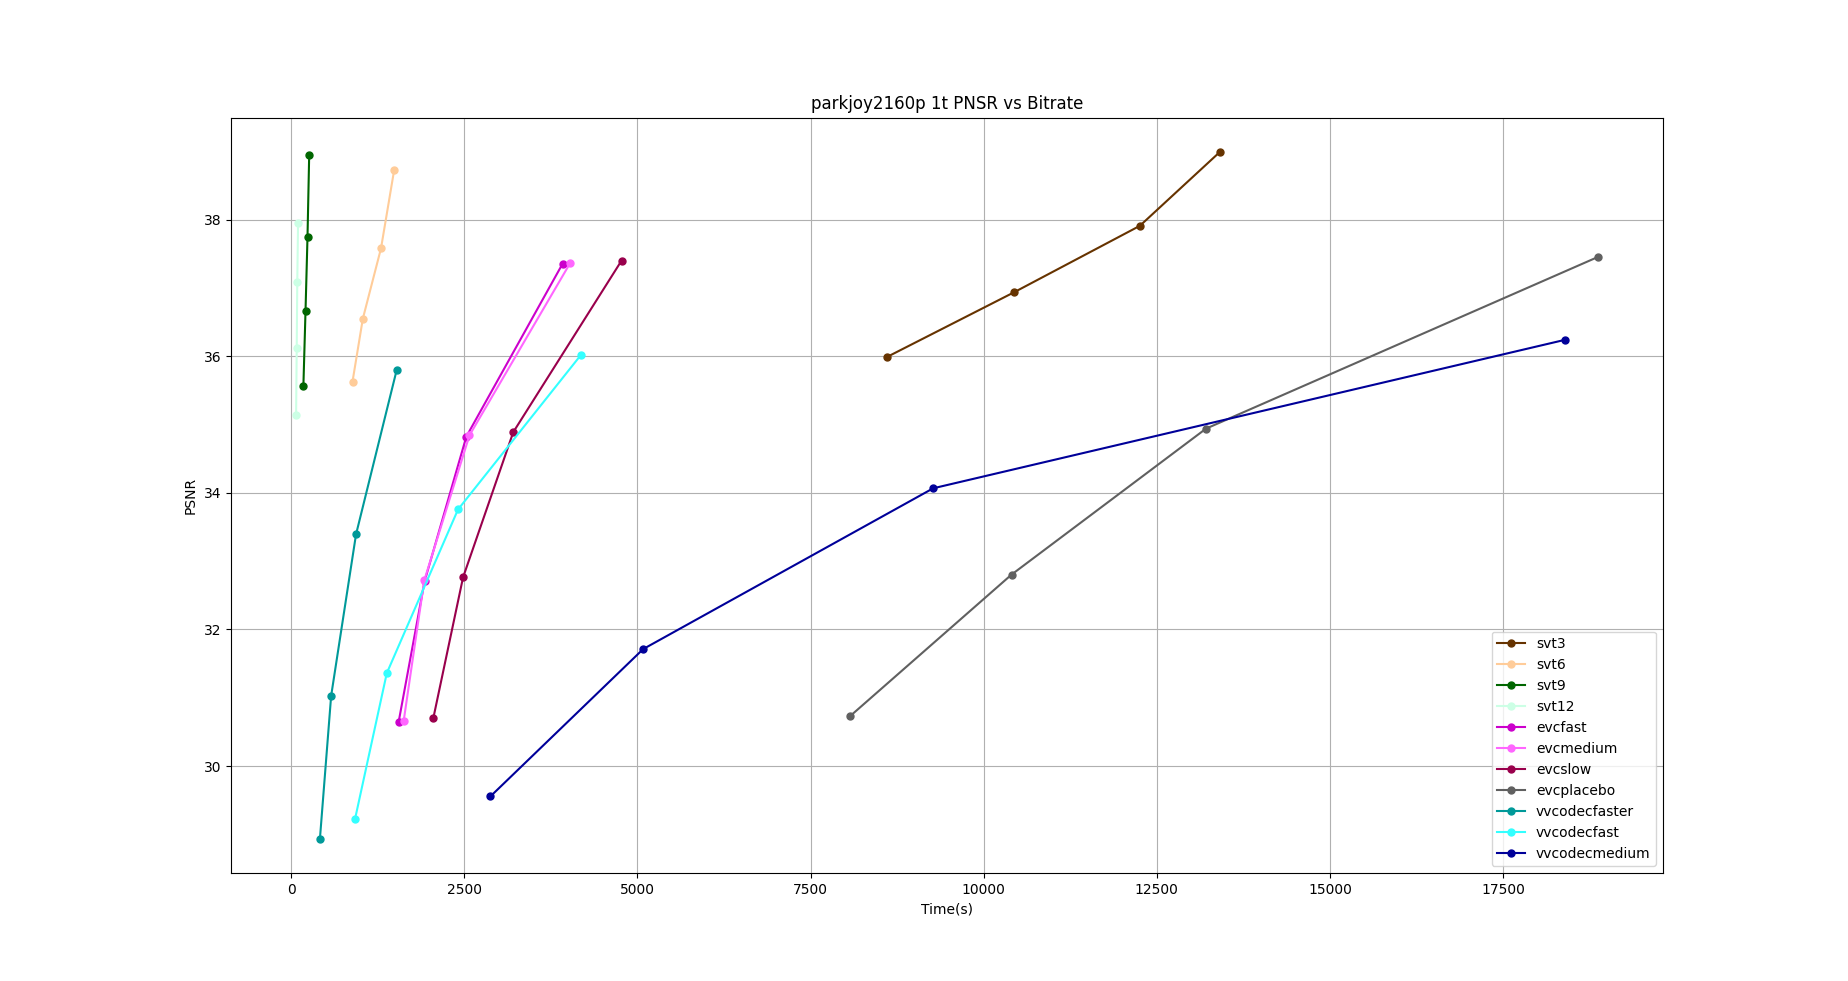 parkjoy2160p 1t PNSR vs Bitrate
PSNR
38
36
34
32
30
0 2500 5000 7500 10000 12500 15000 17500
Time(s)
svt3
svt6
svt9
svt12
evcfast
evcmedium
evcslow
evcplacebo
vvcodecfaster
vvcodecfast
vvcodecmedium